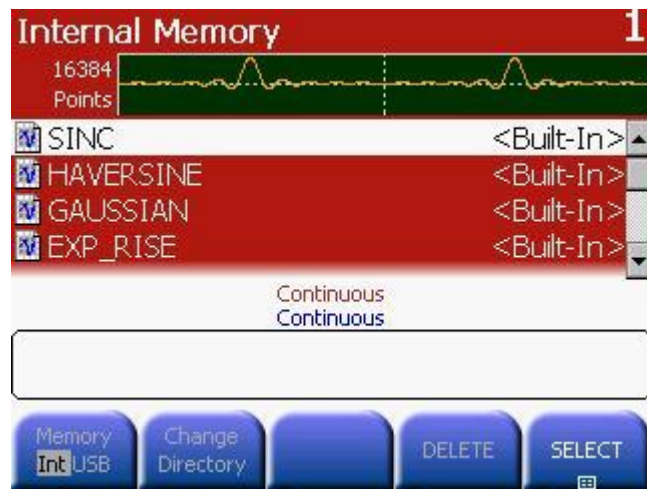 Internal Memory 1
16384
Points
SINC <Built-In>
HAVERSINE <Built-In>
GAUSSIAN <Built-In>
EXP_RISE <Built-In>
Continuous
Continuous
Memory
Int USB
Change
Directory
DELETE
SELECT